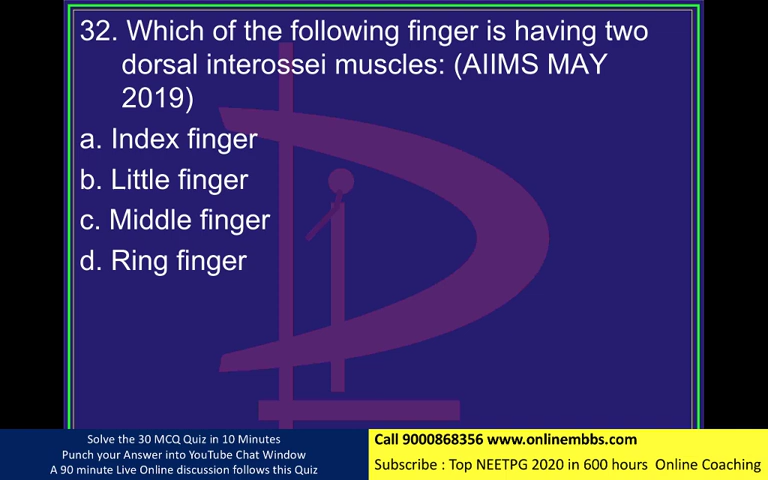 32. Which of the following finger is having two
dorsal interossei muscles: (AIIMS MAY
2019)
a. Index finger
b. Little finger
c. Middle finger
d. Ring finger
Solve the 30 MCQ Quiz in 10 Minutes
Punch your Answer into YouTube Chat Window
A 90 minute Live Online discussion follows this Quiz
Call 9000868356 www.onlinembbs.com
Subscribe : Top NEETPG 2020 in 600 hours Online Coaching